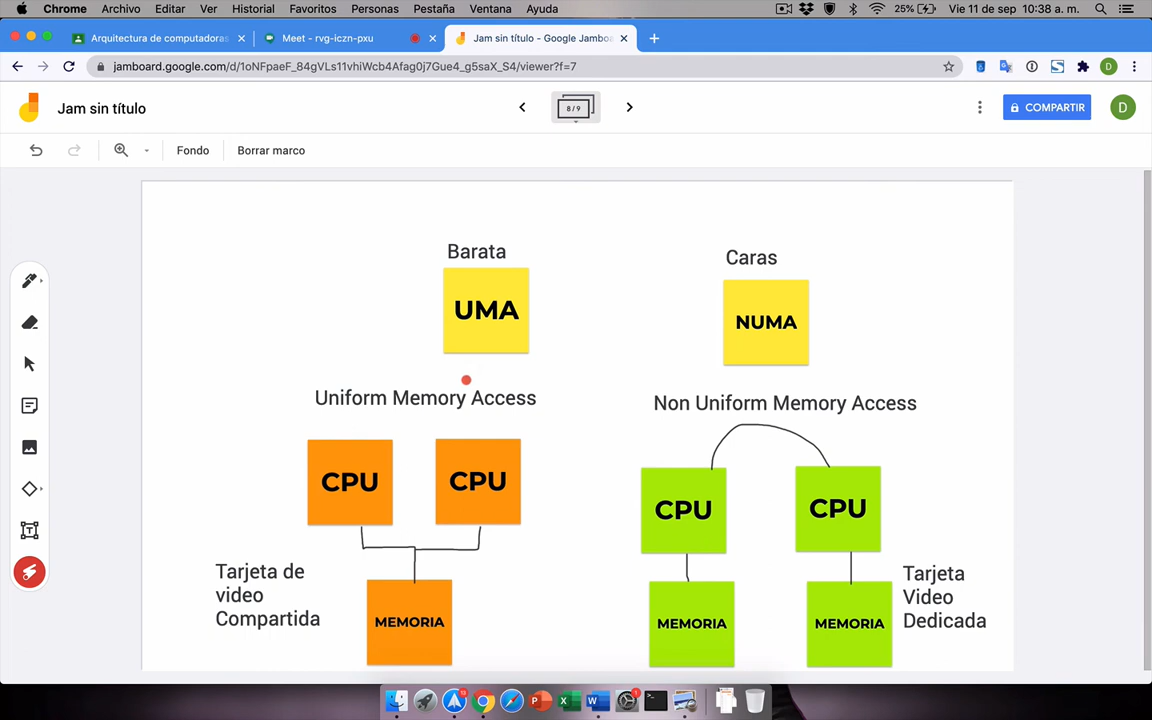 Chrome Archivo Editar Ver Historial Favoritos Personas Pestaña Ventana Ayuda 25% Vie 11 de sep 10:38 a. m.
Arquitectura de computadoras
Meet - rvg-iczn-pxu
Jam sin título - Google Jamboa
jamboard.google.com/d/1oNFpaeF_84gVLs11vhiWcb4Afag0j7Gue4_g5saX_S4/viewer?f=7
D
Jam sin título
8/9
COMPARTIR
D
Fondo
Borrar marco
Barata
Caras
UMA
NUMA
Uniform Memory Access
Non Uniform Memory Access
CPU
CPU
CPU
CPU
Tarjeta de
video
Compartida
MEMORIA
MEMORIA
MEMORIA
Tarjeta
Video
Dedicada